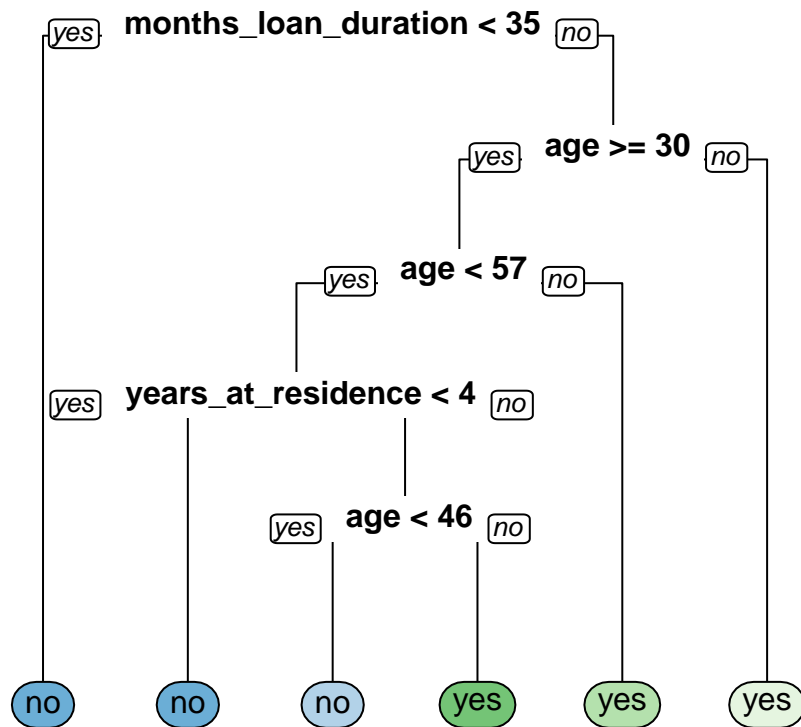 yes months_loan_duration < 35 no
yes age >= 30 no
yes age < 57 no
yes years_at_residence < 4 no
yes age < 46 no
no no no yes yes yes